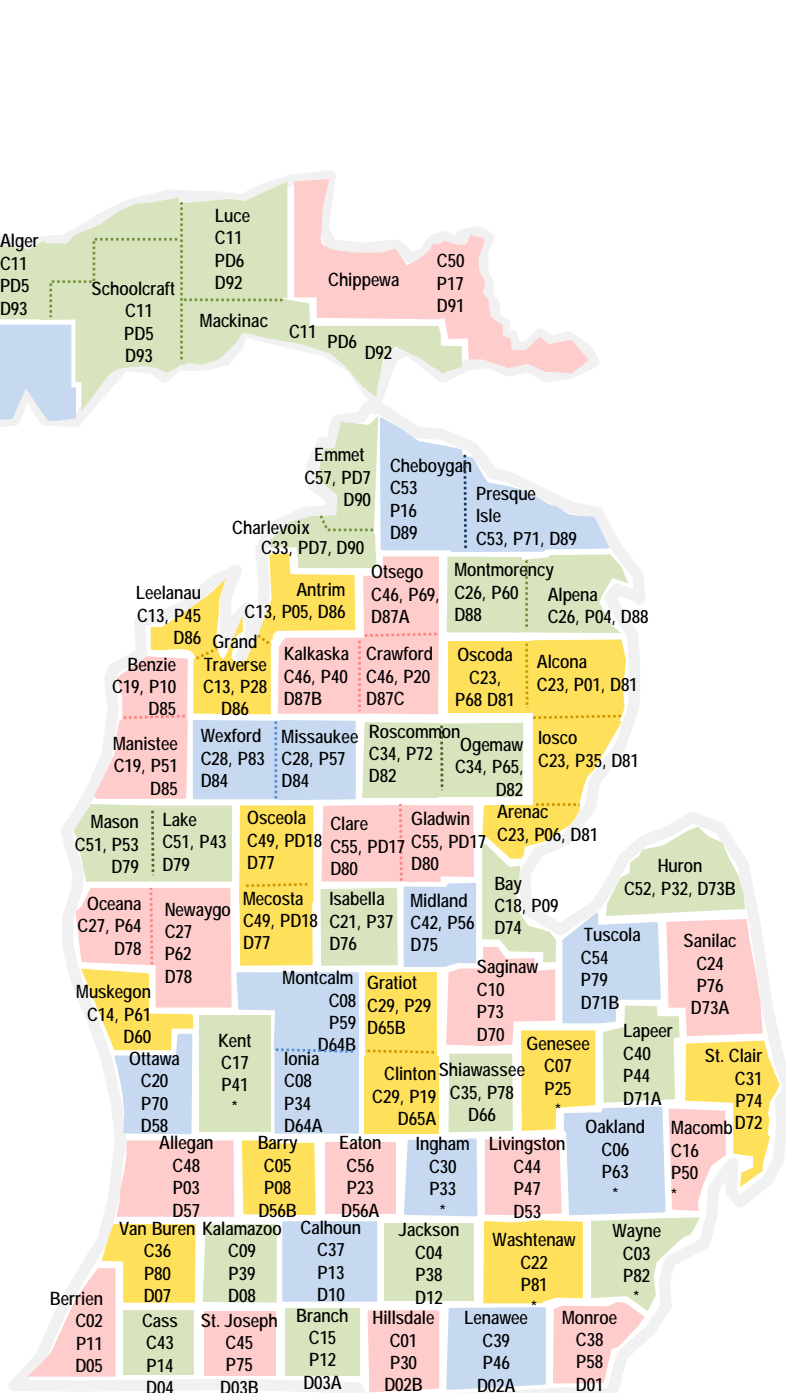 Alger
C11
PD5
D93
Schoolcraft
C11
PD5
D93
Luce
C11
PD6
D92
Mackinac C11 PD6 D92
Chippewa
C50
P17
D91
Emmet
C57, PD7
D90
Charlevoix
C33, PD7, D90
Cheboygan
C53
P16
D89
Presque
Isle
C53, P71, D89
Leelanau
C13, P45
D86
Antrim
C13, P05, D86
Otsego
C46, P69,
D87A
Montmorency
C26, P60
D88
Alpena
C26, P04, D88
Benzie
C19, P10
D85
Grand
Traverse
C13, P28
D86
Kalkaska
C46, P40
D87B
Crawford
C46, P20
D87C
Oscoda
C23,
P68 D81
Alcona
C23, P01, D81
Manistee
C19, P51
D85
Wexford
C28, P83
D84
Missaukee
C28, P57
D84
Roscommon
C34, P72
D82
Ogemaw
C34, P65,
D82
Iosco
C23, P35, D81
Mason
C51, P53
D79
Lake
C51, P43
D79
Osceola
C49, PD18
D77
Clare
C55, PD17
D80
Gladwin
C55, PD17
D80
Arenac
C23, P06, D81
Oceana
C27, P64
D78
Newaygo
C27
P62
D78
Mecosta
C49, PD18
D77
Isabella
C21, P37
D76
Midland
C42, P56
D75
Bay
C18, P09
D74
Huron
C52, P32, D73B
Tuscola
C54
P79
D71B
Sanilac
C24
P76
D73A
Muskegon
C14, P61
D60
Montcalm
C08
P59
D64B
Gratiot
C29, P29
D65B
Saginaw
C10
P73
D70
Ottawa
C20
P70
D58
Kent
C17
P41
*
Ionia
C08
P34
D64A
Clinton
C29, P19
D65A
Shiawassee
C35, P78
D66
Genesee
C07
P25
*
Lapeer
C40
P44
D71A
St. Clair
C31
P74
D72
Allegan
C48
P03
D57
Barry
C05
P08
D56B
Eaton
C56
P23
D56A
Ingham
C30
P33
*
Livingston
C44
P47
D53
Oakland
C06
P63
*
Macomb
C16
P50
*
Van Buren
C36
P80
D07
Kalamazoo
C09
P39
D08
Calhoun
C37
P13
D10
Jackson
C04
P38
D12
Washtenaw
C22
P81
*
Wayne
C03
P82
*
Berrien
C02
P11
D05
Cass
C43
P14
D04
St. Joseph
C45
P75
D03B
Branch
C15
P12
D03A
Hillsdale
C01
P30
D02B
Lenawee
C39
P46
D02A
Monroe
C38
P58
D01